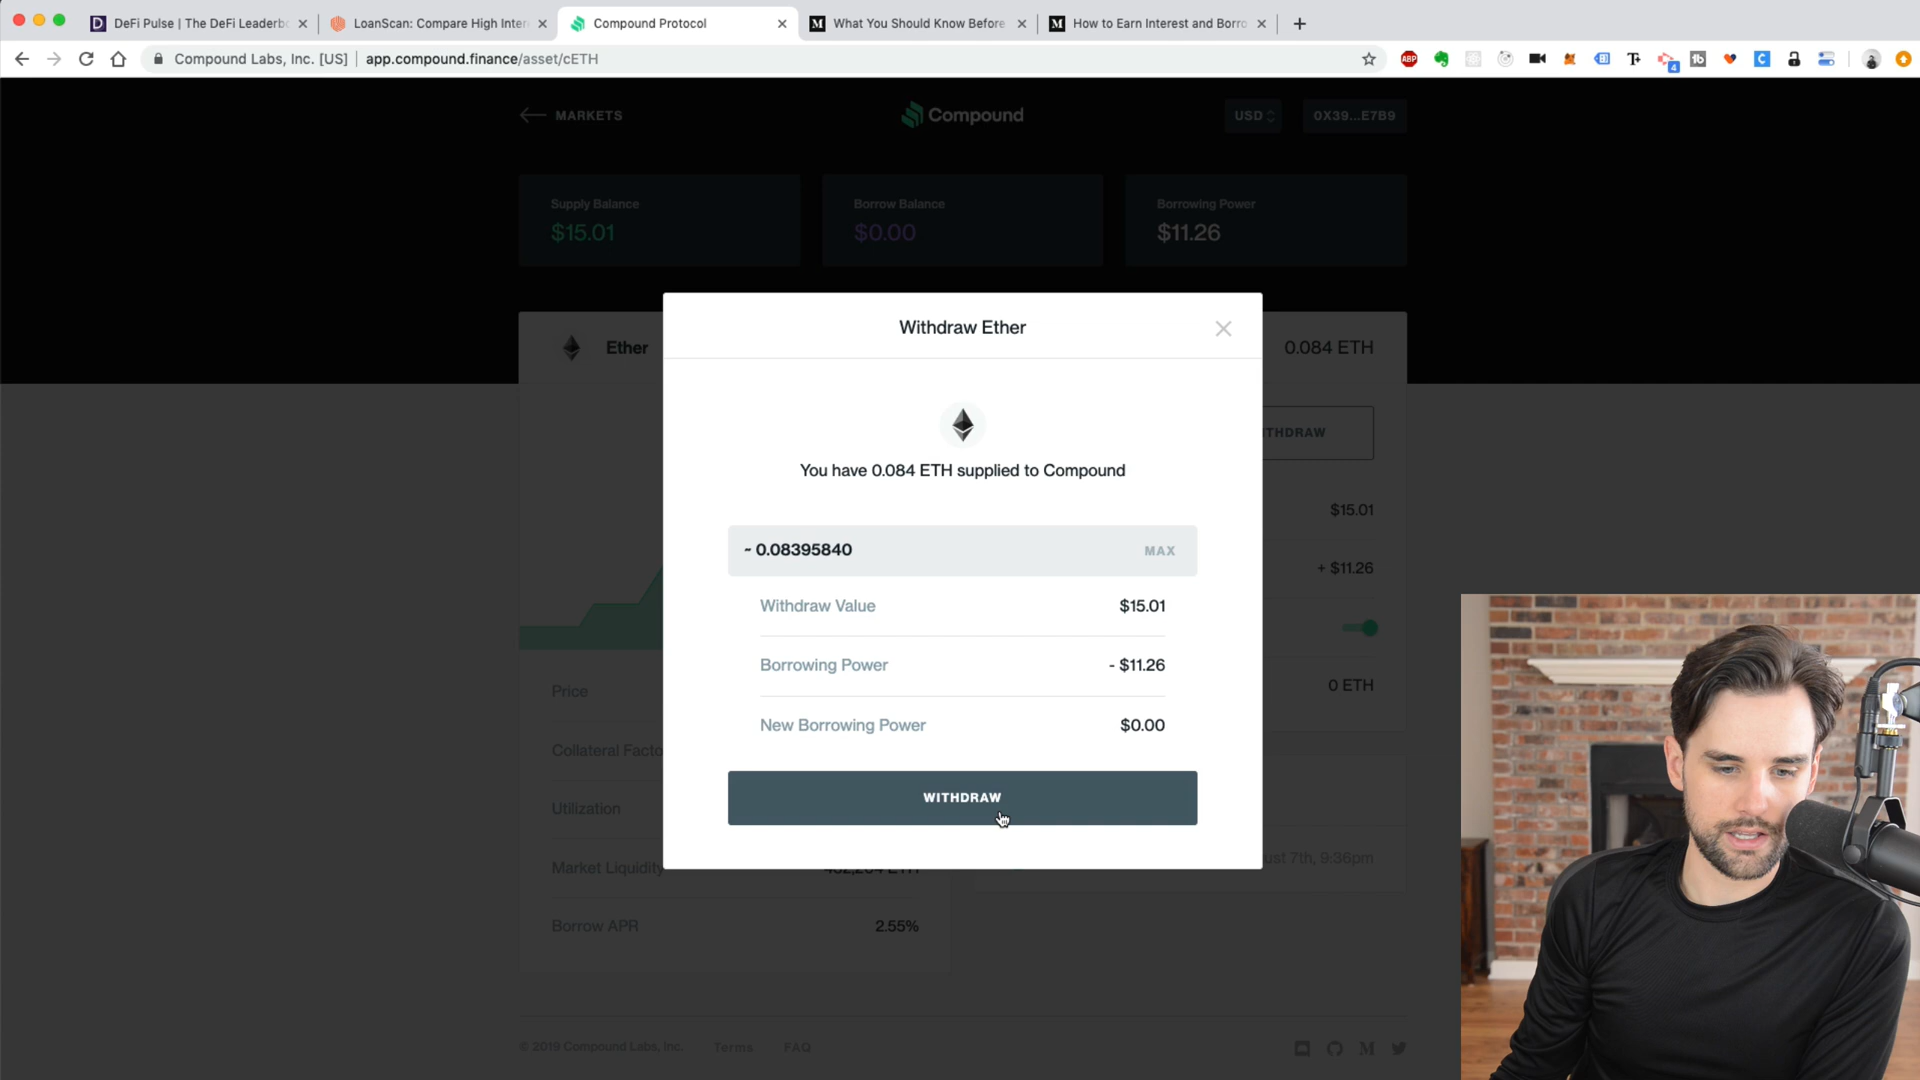 DeFi Pulse | The DeFi Leaderbo
LoanScan: Compare High Inter
Compound Protocol
What You Should Know Before
How to Earn Interest and Borro
Compound Labs, Inc. [US] | app.compound.finance/asset/cETH
MARKETS
Compound
USD
0X39...E7B9
Supply Balance
$15.01
Borrow Balance
$0.00
Borrowing Power
$11.26
Ether
0.084 ETH
Withdraw Ether
You have 0.084 ETH supplied to Compound
~ 0.08395840
MAX
Withdraw Value
$15.01
Borrowing Power
- $11.26
New Borrowing Power
$0.00
WITHDRAW
THDRAW
$15.01
+ $11.26
0 ETH
Price
Collateral Facto
Utilization
Market Liquidity
ust 7th, 9:36pm
Borrow APR
2.55%
© 2019 Compound Labs, Inc.
Terms
FAQ